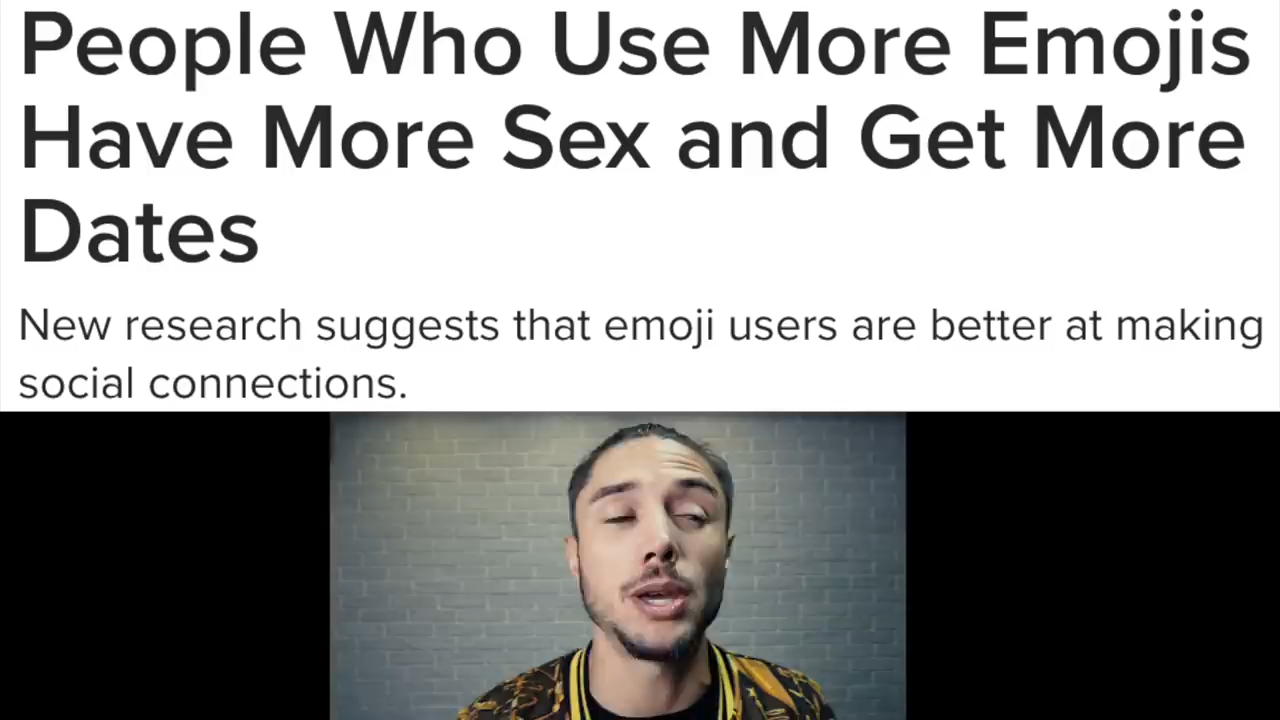 People Who Use More Emojis
Have More Sex and Get More
Dates
New research suggests that emoji users are better at making
social connections.